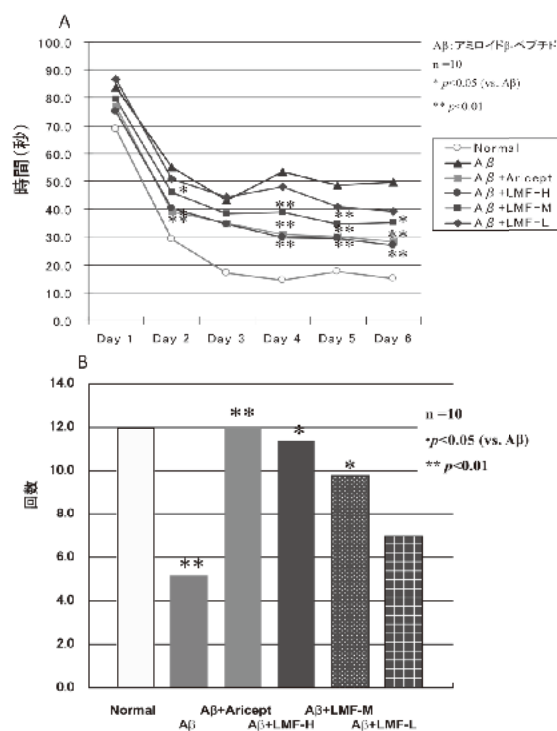 A
100.0
90.0
80.0
70.0
60.0
50.0
40.0
30.0
20.0
10.0
0.0
時間(秒)
Day 1 Day 2 Day 3 Day 4 Day 5 Day 6
* ** ** ** ** ** ** ** * ** **
Aβ:アミロイドβ-ペプチド
n =10
* p<0.05 (vs. Aβ)
** p<0.01
Normal
Aβ
Aβ+Aricept
Aβ+LMF-H
Aβ+LMF-M
Aβ+LMF-L
B
14.0
12.0
10.0
8.0
6.0
4.0
2.0
0.0
回数
** ** * *
n =10
*p<0.05 (vs. Aβ)
** p<0.01
Normal Aβ+Aricept Aβ+LMF-M
Aβ Aβ+LMF-H Aβ+LMF-L